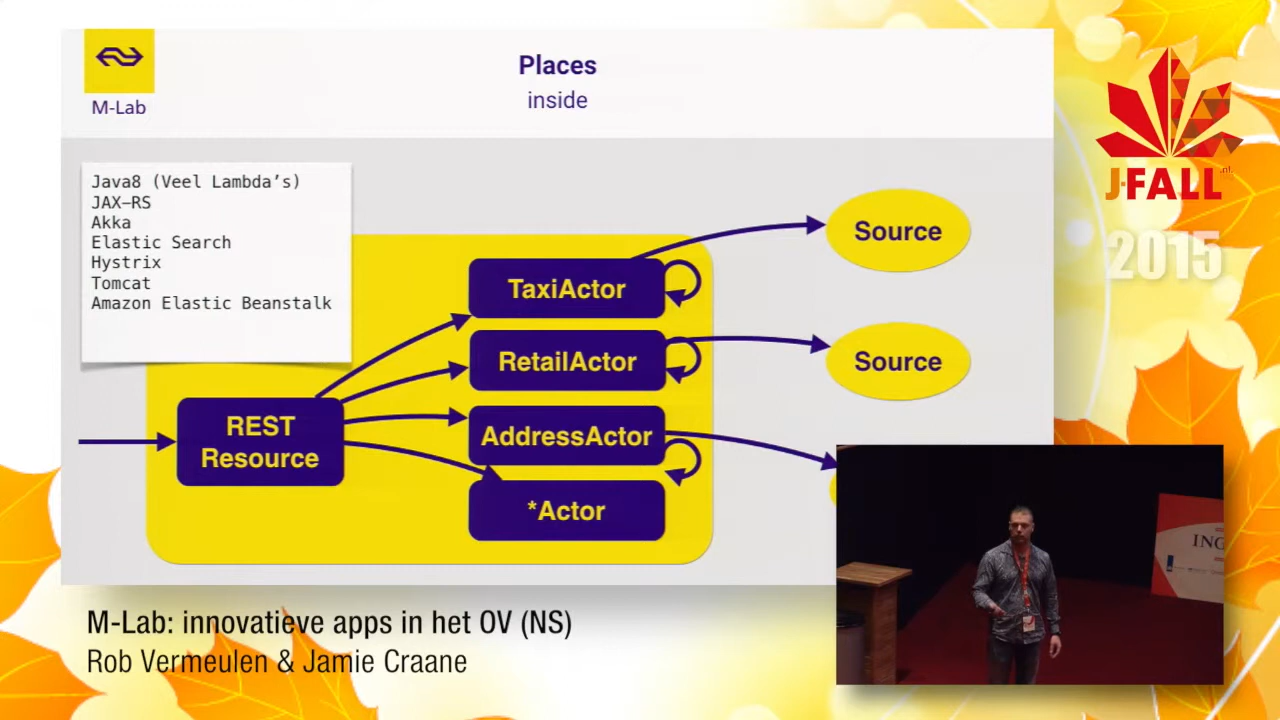 M-Lab
Places
inside
Java8 (Veel Lambda’s)
JAX–RS
Akka
Elastic Search
Hystrix
Tomcat
Amazon Elastic Beanstalk
TaxiActor
RetailActor
AddressActor
*Actor
REST
Resource
Source
Source
J-FALL
2015
ING
M-Lab: innovatieve apps in het OV (NS)
Rob Vermeulen & Jamie Craane